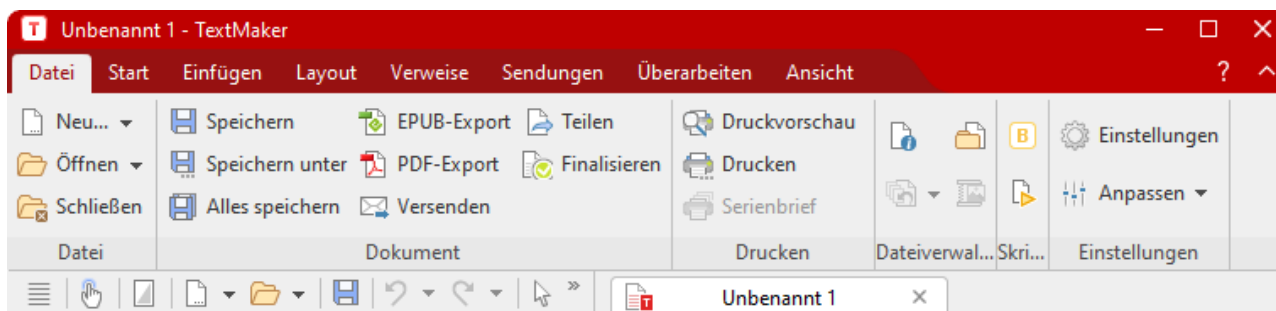 T Unbenannt 1 - TextMaker
Datei Start Einfügen Layout Verweise Sendungen Überarbeiten Ansicht ?
Neu... Speichern EPUB-Export Teilen Druckvorschau B Einstellungen
Öffnen Speichern unter PDF-Export Finalisieren Drucken Anpassen
Schließen Alles speichern Versenden Serienbrief
Datei Dokument Drucken Dateiverwal... Skri... Einstellungen
» T Unbenannt 1